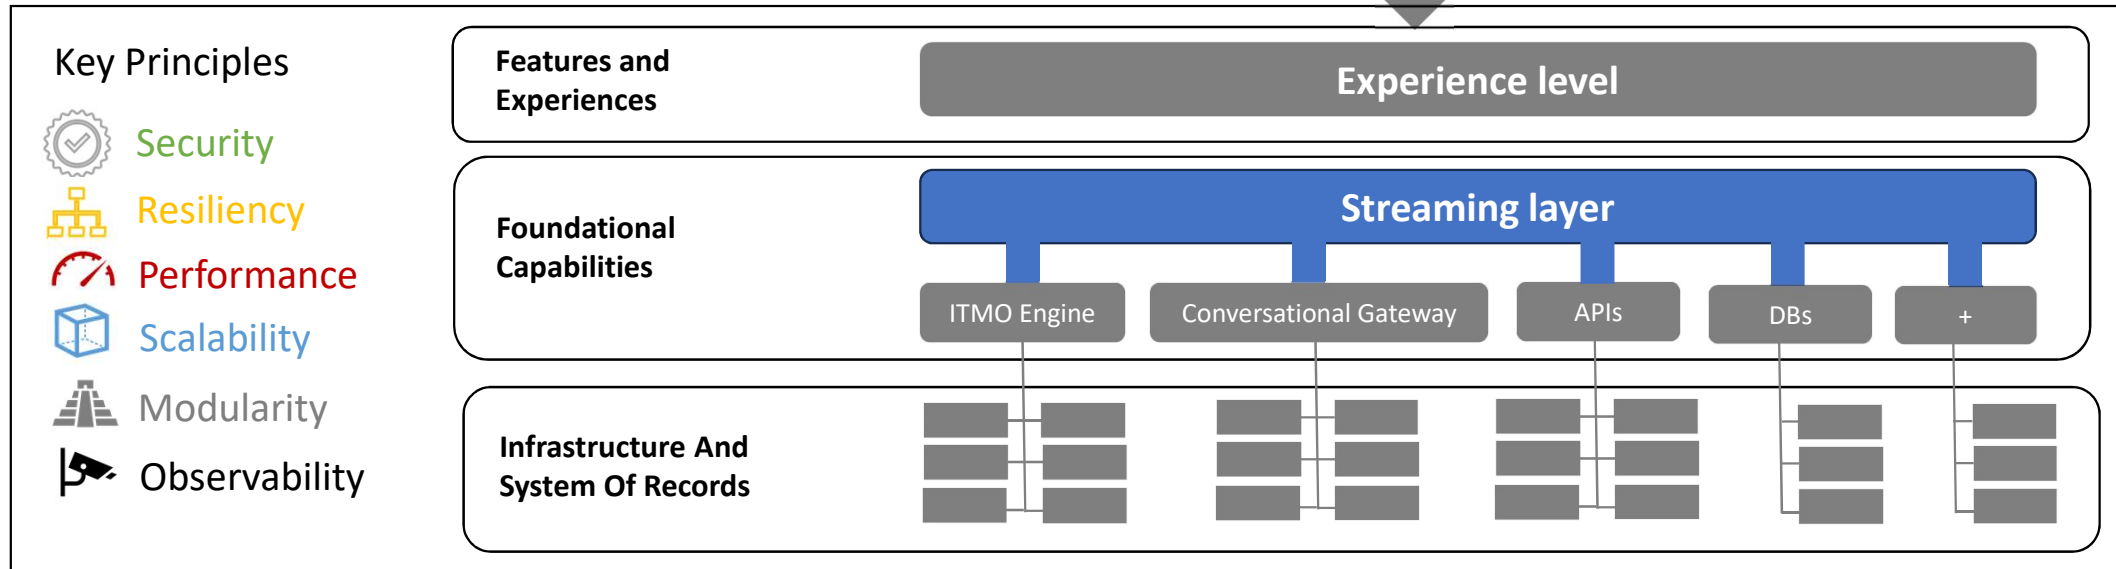 Key Principles
Security
Resiliency
Performance
Scalability
Modularity
Observability
Features and
Experiences
Experience level
Foundational
Capabilities
Streaming layer
ITMO Engine
Conversational Gateway
APIs
DBs
+
Infrastructure And
System Of Records